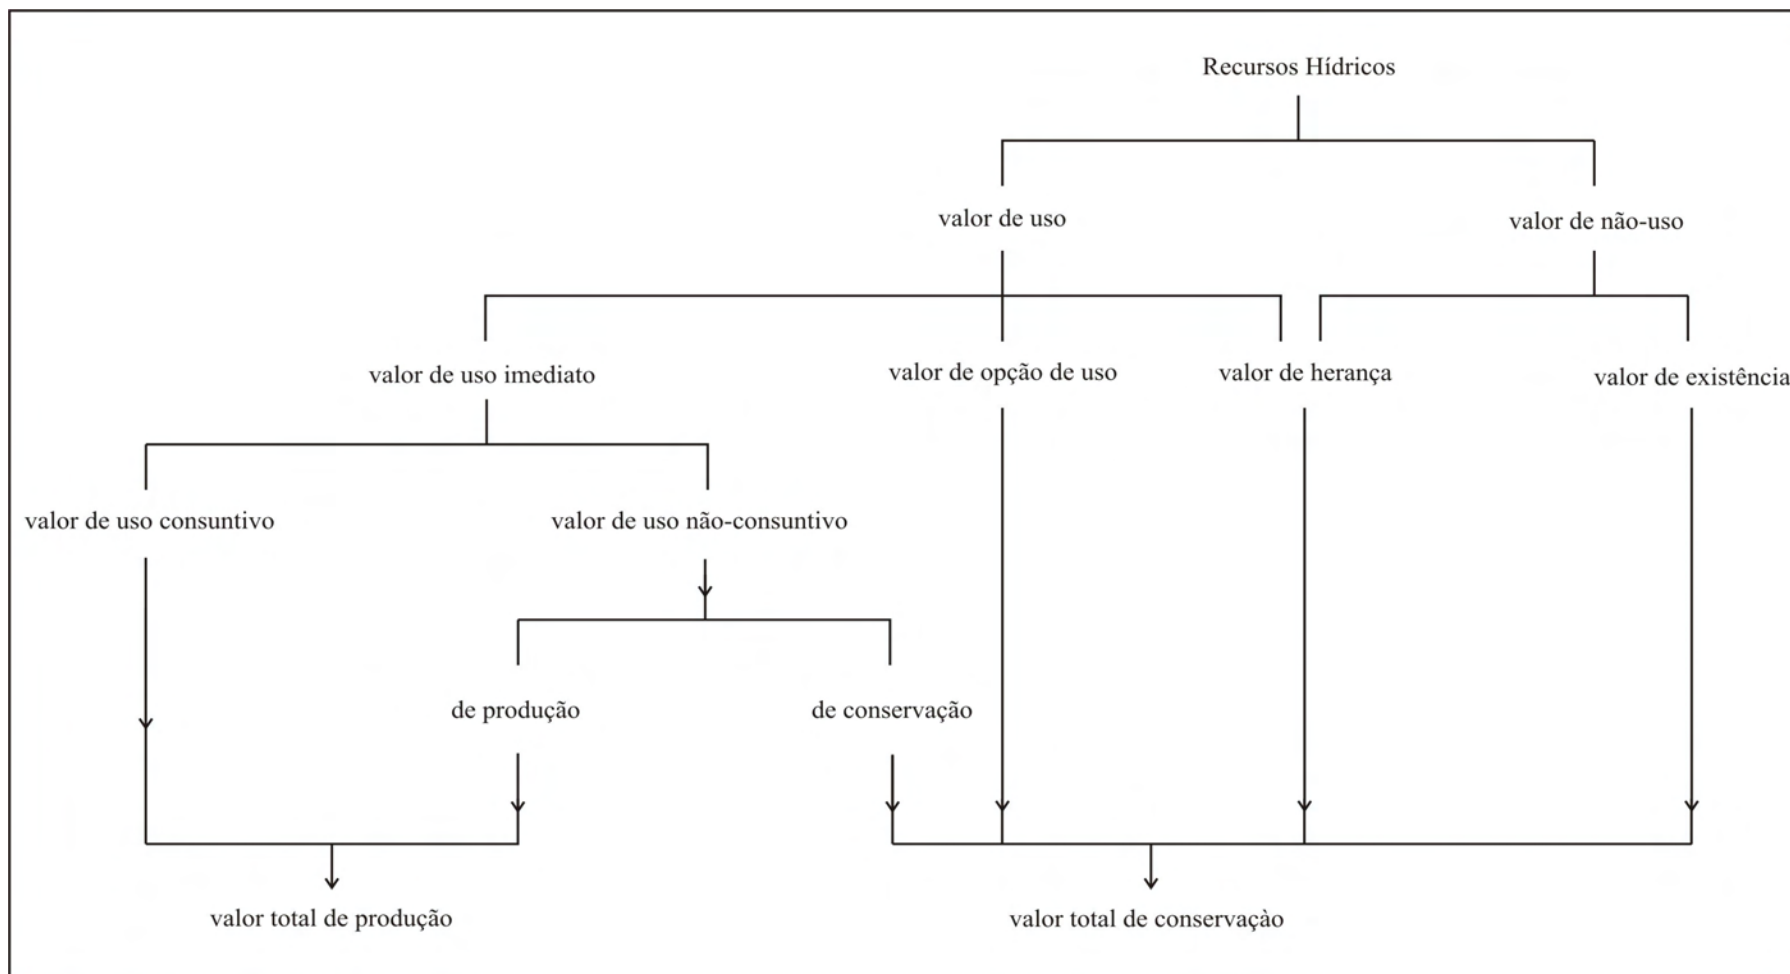 Recursos Hídricos
valor de uso
valor de não-uso
valor de uso imediato
valor de opção de uso
valor de herança
valor de existência
valor de uso consuntivo
valor de uso não-consuntivo
de produção
de conservação
valor total de produção
valor total de conservaçào